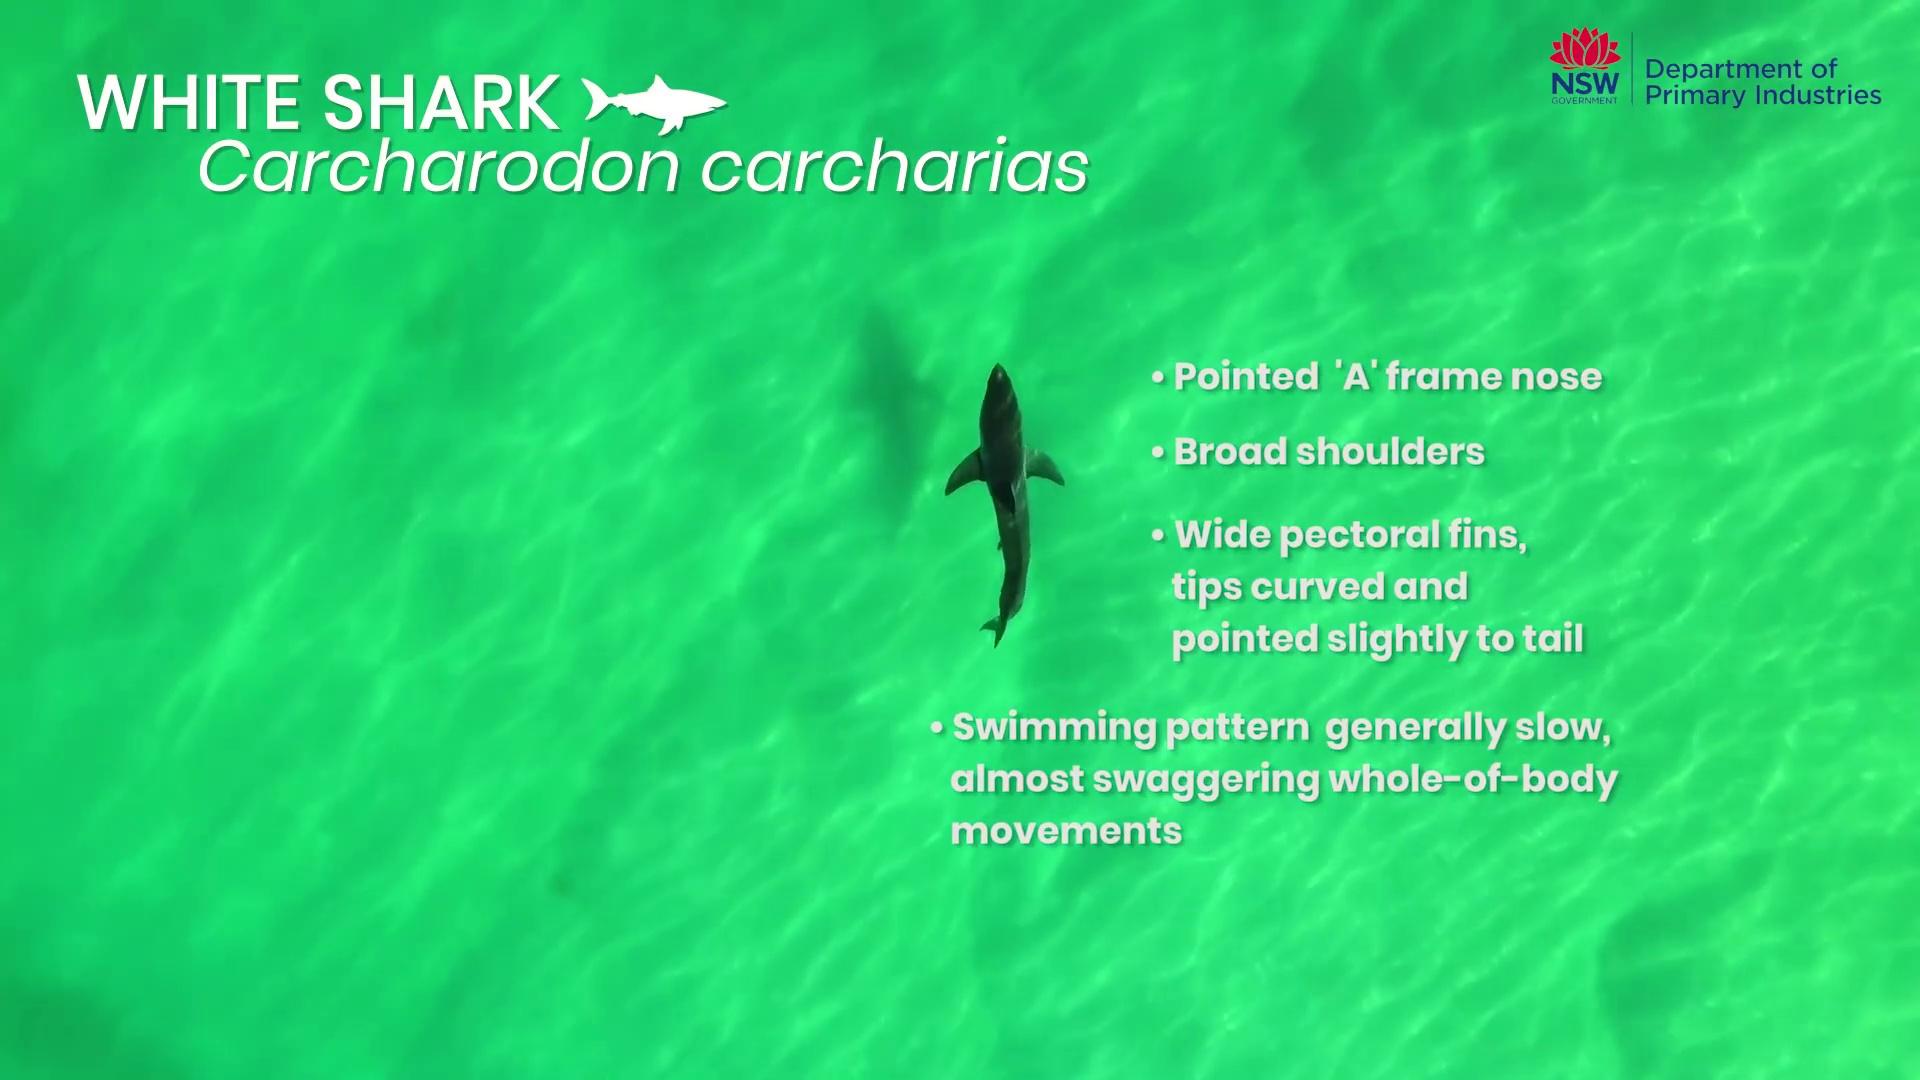 WHITE SHARK
Carcharodon carcharias
NSW
GOVERNMENT
Department of
Primary Industries
• Pointed 'A' frame nose
• Broad shoulders
• Wide pectoral fins,
tips curved and
pointed slightly to tail
• Swimming pattern generally slow,
almost swaggering whole-of-body
movements